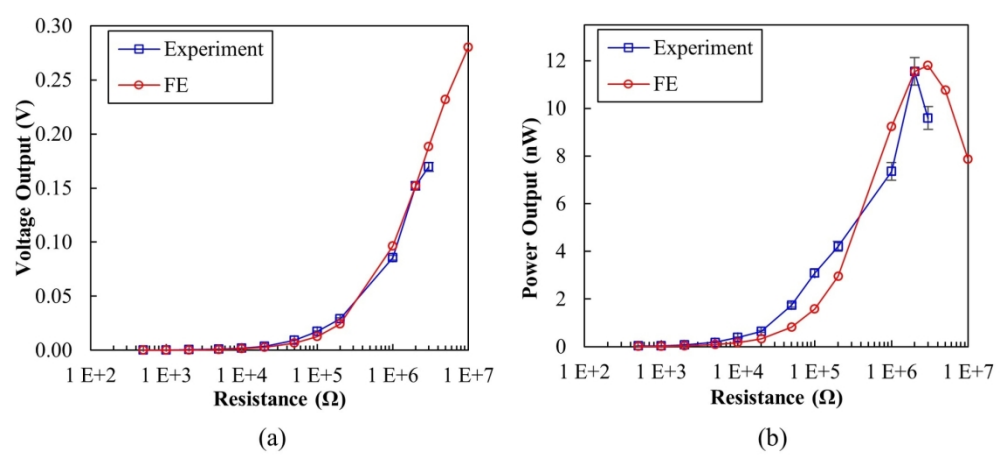 0.30
0.25
0.20
0.15
0.10
0.05
0.00
Voltage Output (V)
Experiment
FE
1 E+2 1 E+3 1 E+4 1 E+5 1 E+6 1 E+7
Resistance (Ω)
(a)
12
10
8
6
4
2
0
Power Output (nW)
Experiment
FE
1 E+2 1 E+3 1 E+4 1 E+5 1 E+6 1 E+7
Resistance (Ω)
(b)